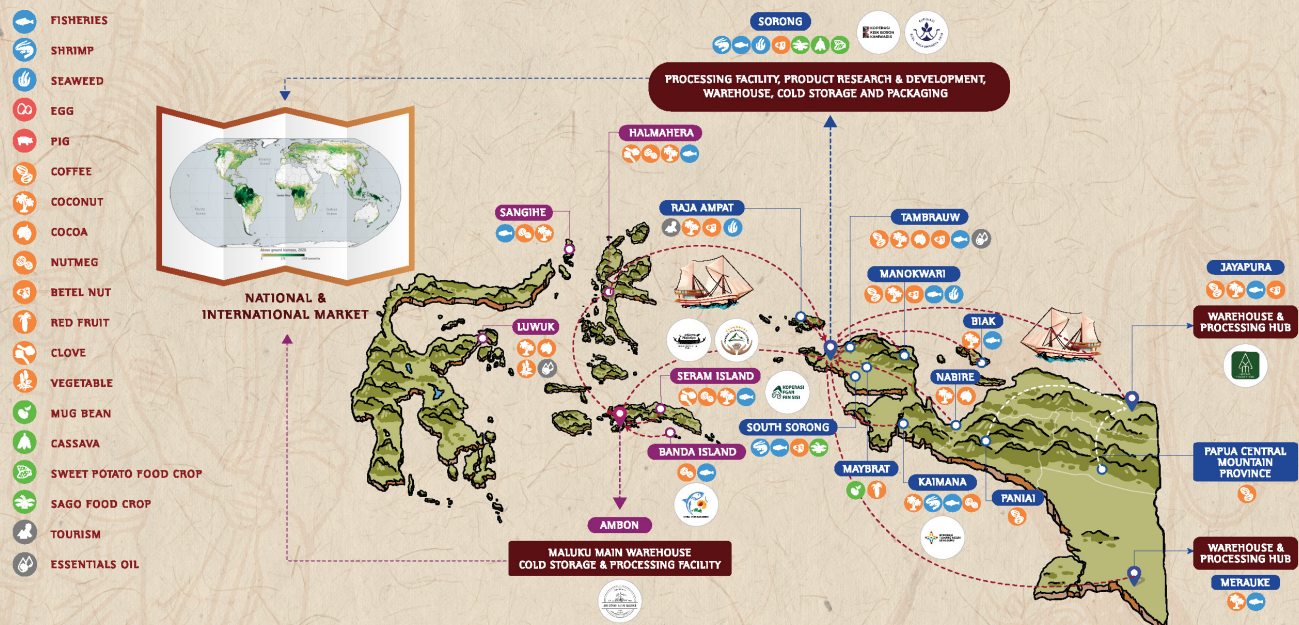 FISHERIES
SHRIMP
SEAWEED
EGG
PIG
COFFEE
COCONUT
COCOA
NUTMEG
BETEL NUT
RED FRUIT
CLOVE
VEGETABLE
MUG BEAN
CASSAVA
SWEET POTATO FOOD CROP
SAGO FOOD CROP
TOURISM
ESSENTIALS OIL
SORONG
PROCESSING FACILITY, PRODUCT RESEARCH & DEVELOPMENT,
WAREHOUSE, COLD STORAGE AND PACKAGING
NATIONAL &
INTERNATIONAL MARKET
HALMAHERA
SANGIHE
RAJA AMPAT
TAMBRAUW
MANOKWARI
BIAK
JAYAPURA
WAREHOUSE &
PROCESSING HUB
LUWUK
SERAM ISLAND
KOPERASI
NABIRE
SOUTH SORONG
BANDA ISLAND
MAYBRAT
KAIMANA
PANIAI
PAPUA CENTRAL
MOUNTAIN
PROVINCE
AMBON
MALUKU MAIN WAREHOUSE
COLD STORAGE & PROCESSING FACILITY
WAREHOUSE &
PROCESSING HUB
MERAUKE